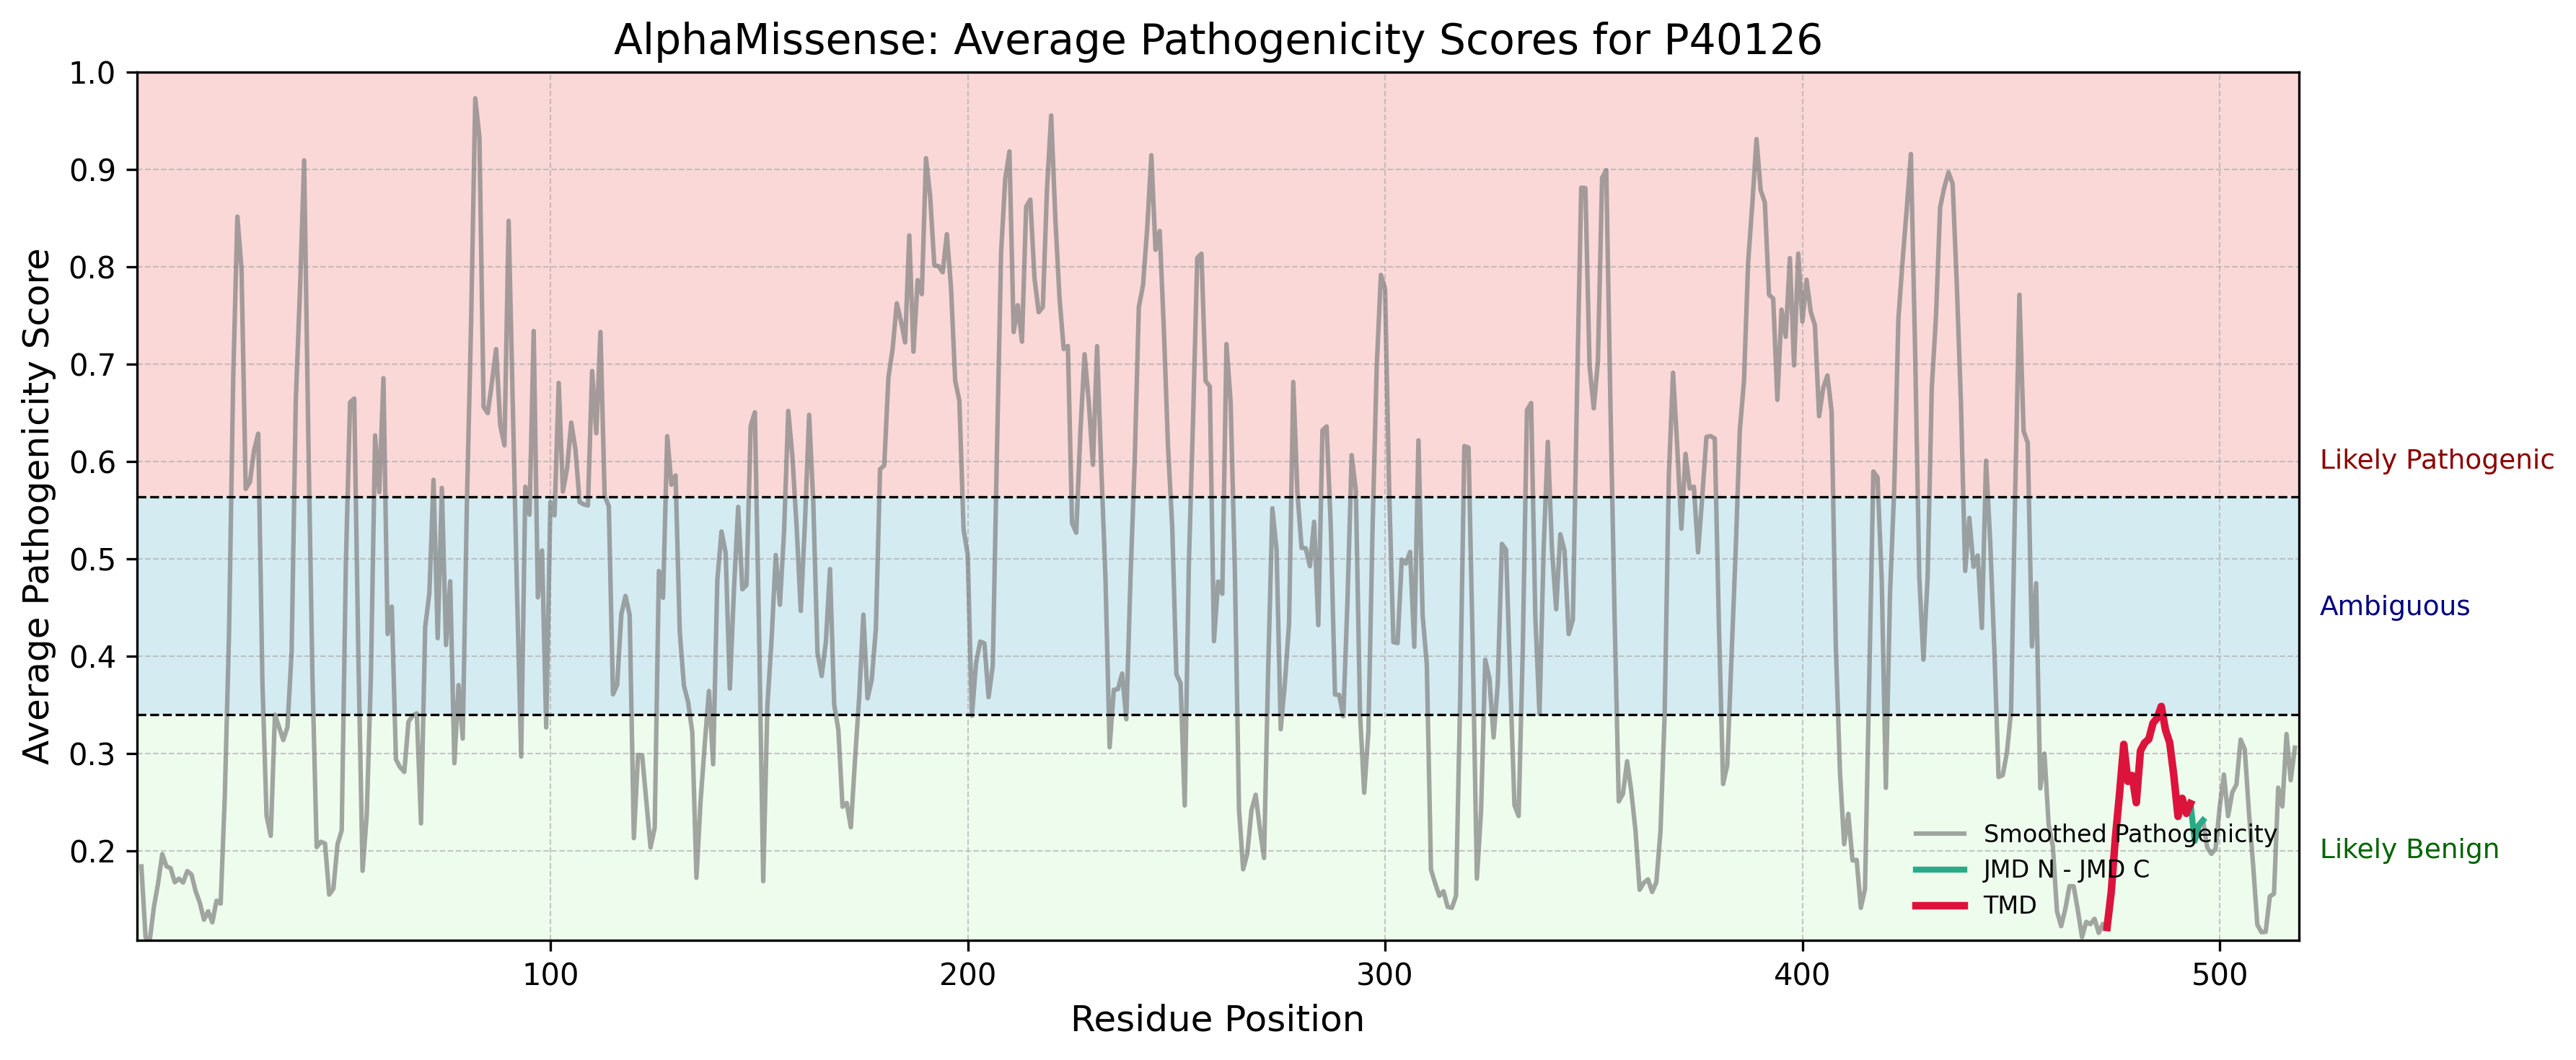 AlphaMissense: Average Pathogenicity Scores for P40126
Average Pathogenicity Score
1.0
0.9
0.8
0.7
0.6
0.5
0.4
0.3
0.2
Likely Pathogenic
Ambiguous
Likely Benign
Smoothed Pathogenicity
JMD N - JMD C
TMD
100
200
300
400
500
Residue Position